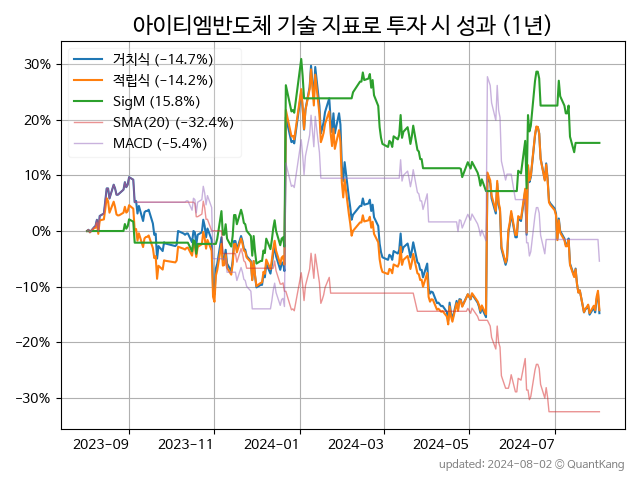 아이티엠반도체 기술 지표로 투자 시 성과 (1년)
거치식 (−14.7%)
적립식 (−14.2%)
SigM (15.8%)
SMA(20) (−32.4%)
MACD (−5.4%)
30%
20%
10%
0%
−10%
−20%
−30%
2023-09 2023-11 2024-01 2024-03 2024-05 2024-07
updated: 2024-08-02 ⓒ QuantKang